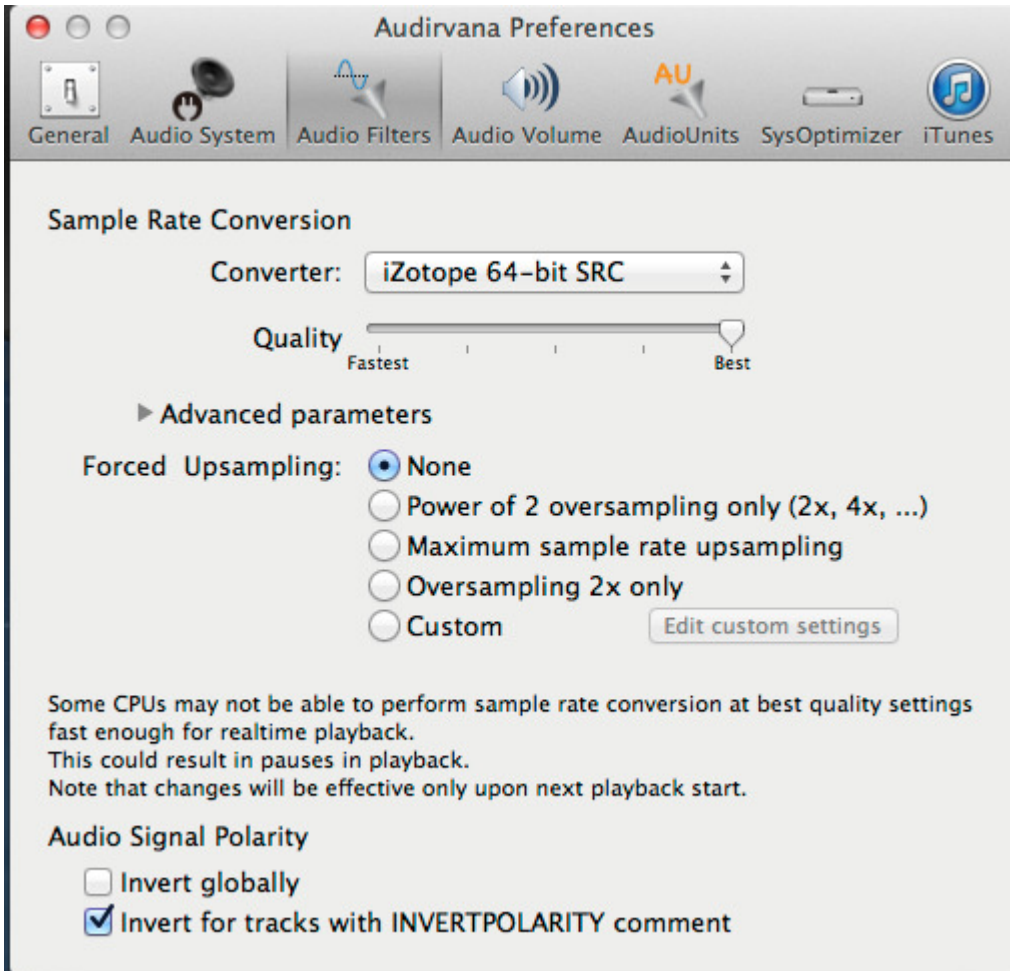 Audirvana Preferences
AU
General Audio System Audio Filters Audio Volume AudioUnits SysOptimizer iTunes
Sample Rate Conversion
Converter: iZotope 64-bit SRC
Quality
Fastest Best
Advanced parameters
Forced Upsampling: None
Power of 2 oversampling only (2x, 4x, ...)
Maximum sample rate upsampling
Oversampling 2x only
Custom Edit custom settings
Some CPUs may not be able to perform sample rate conversion at best quality settings
fast enough for realtime playback.
This could result in pauses in playback.
Note that changes will be effective only upon next playback start.
Audio Signal Polarity
Invert globally
Invert for tracks with INVERTPOLARITY comment